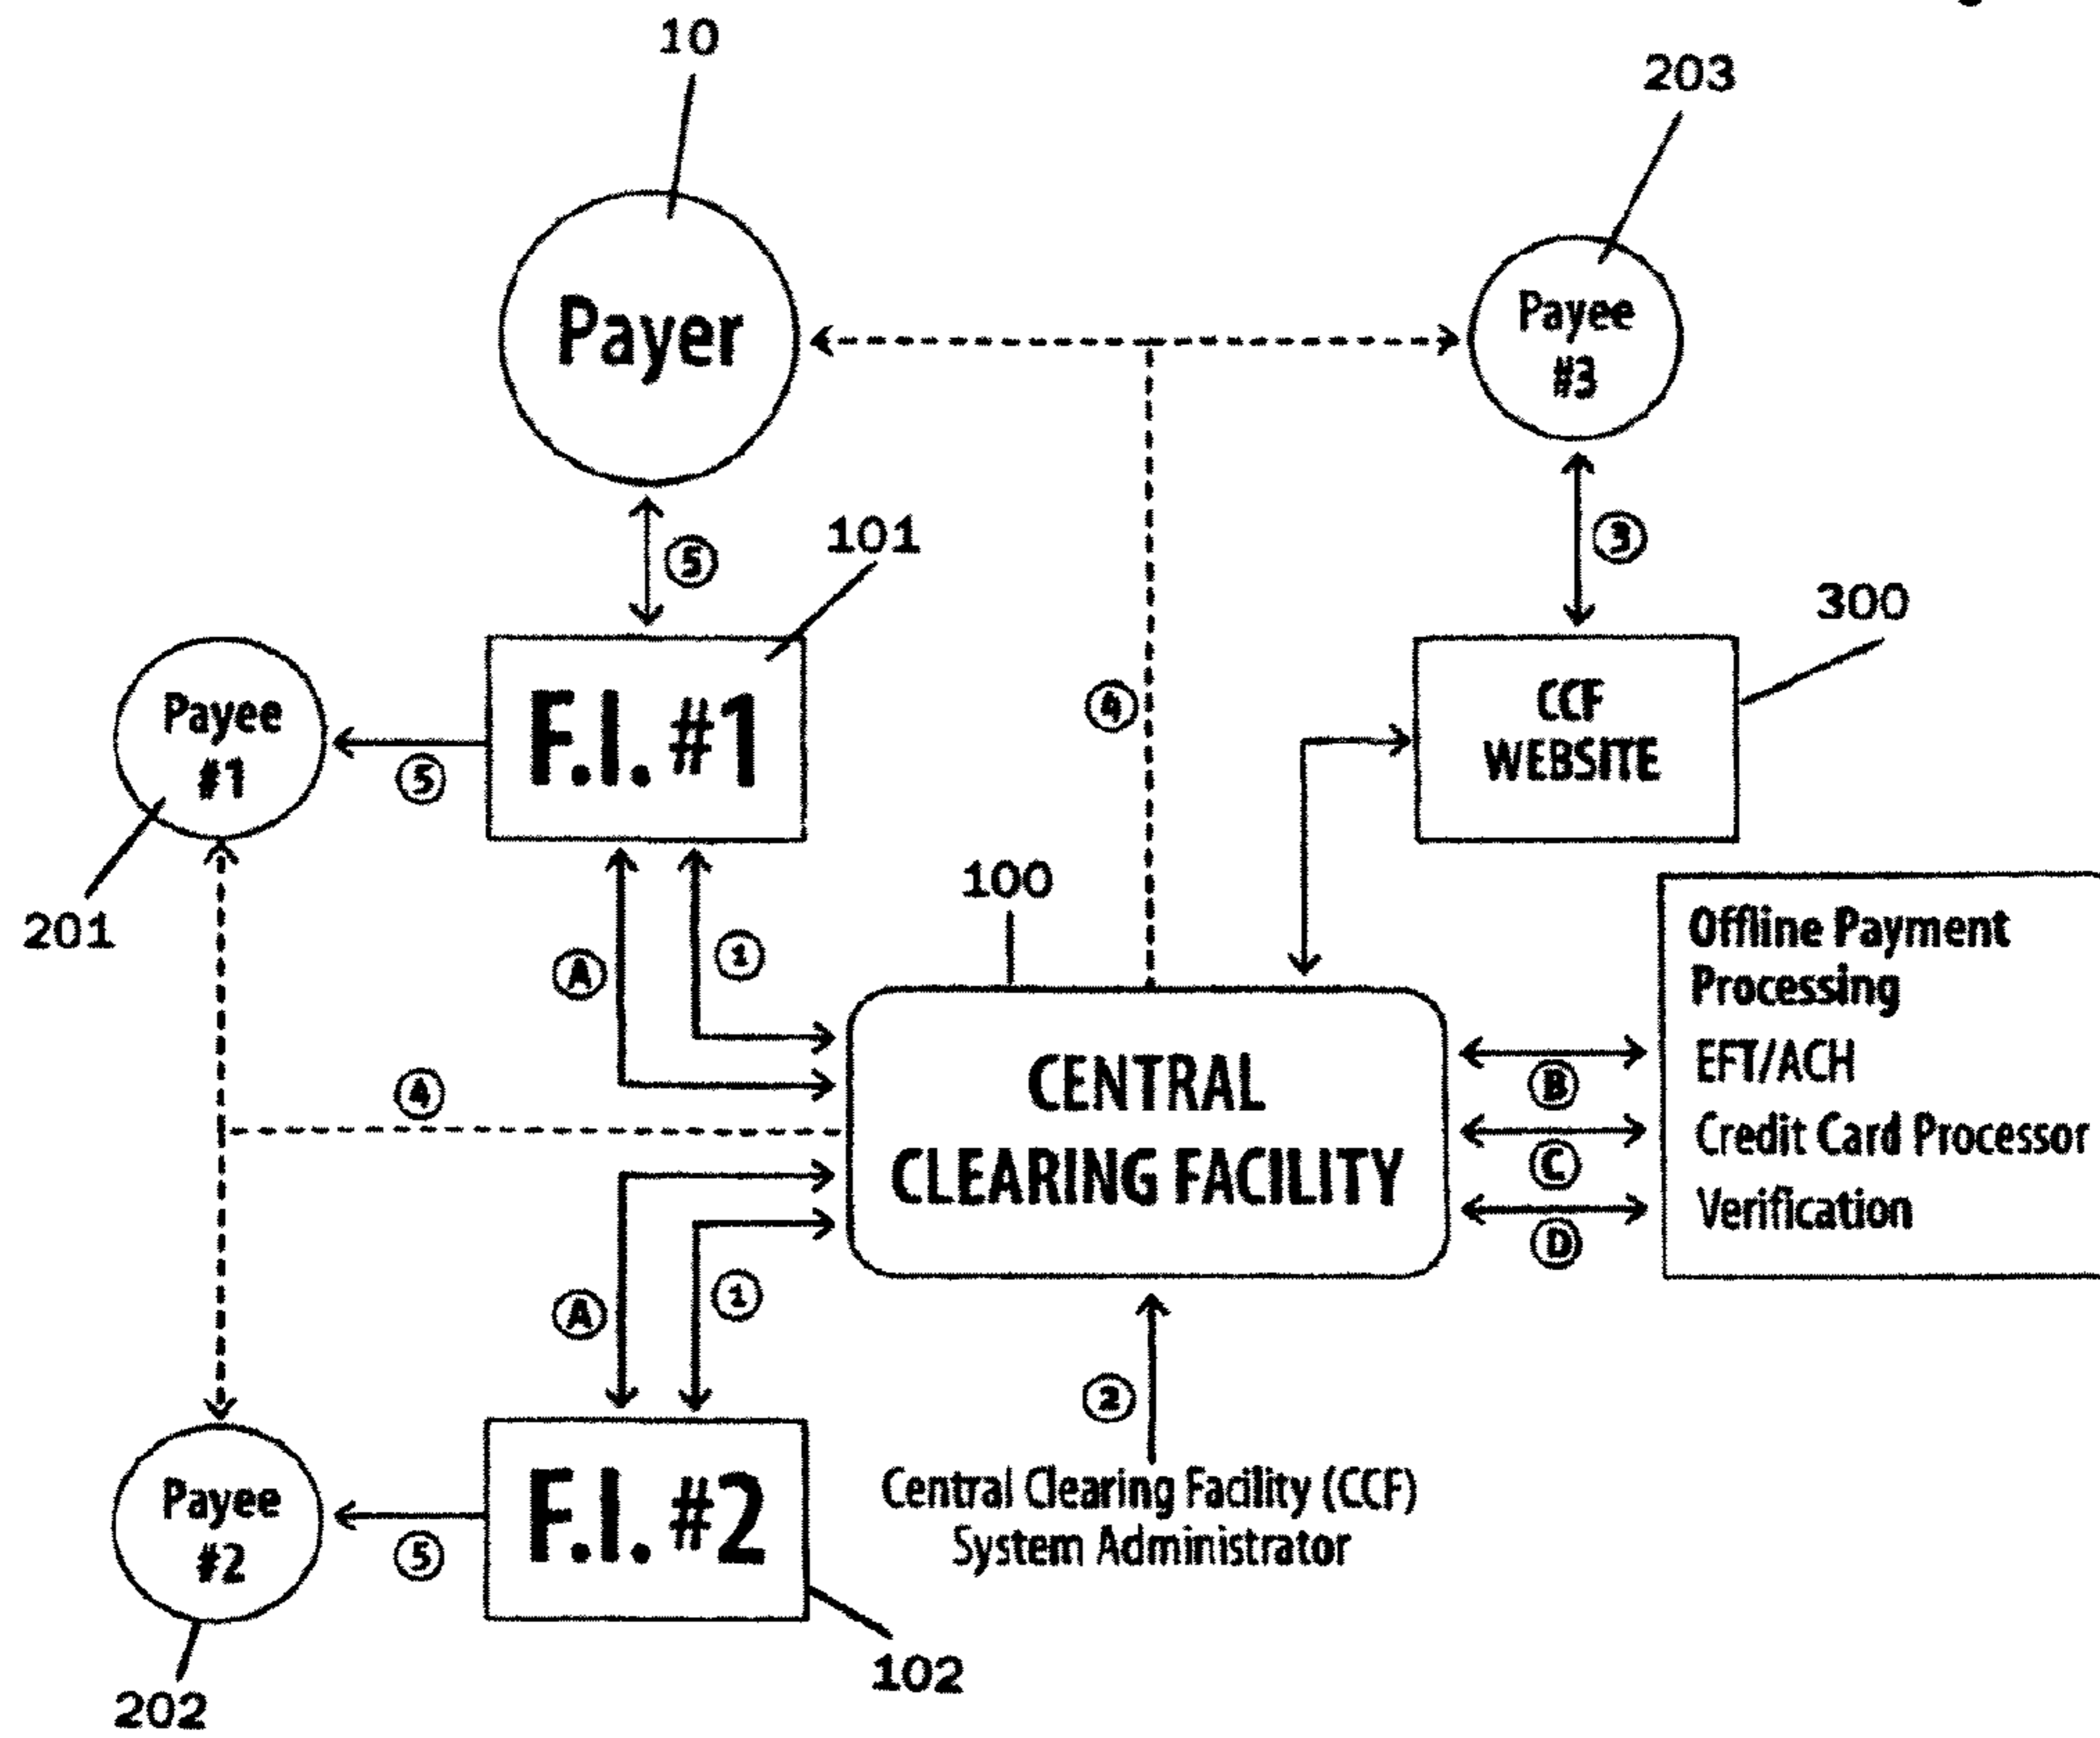 10
203
Payer
Payee
#3
101
5
3
300
Payee
#1
F.I. #1
CCF
WEBSITE
4
5
201
100
A
1
Offline Payment
Processing
EFT/ACH
Credit Card Processor
Verification
CENTRAL
CLEARING FACILITY
B
C
D
4
A
1
2
Payee
#2
F.I. #2
5
Central Clearing Facility (CCF)
System Administrator
102
202